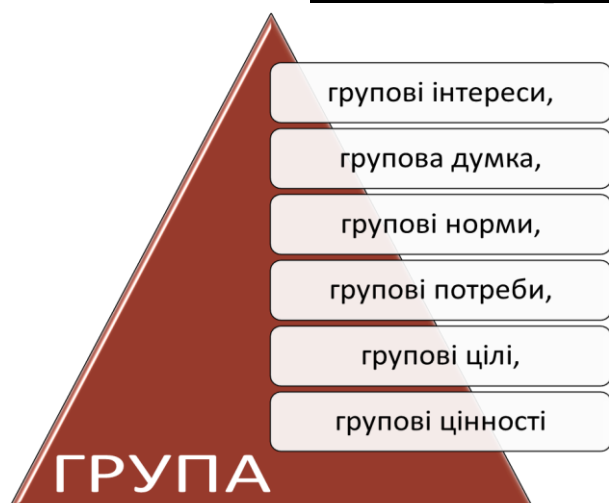 групові інтереси,
групова думка,
групові норми,
групові потреби,
групові цілі,
групові цінності
ГРУПА